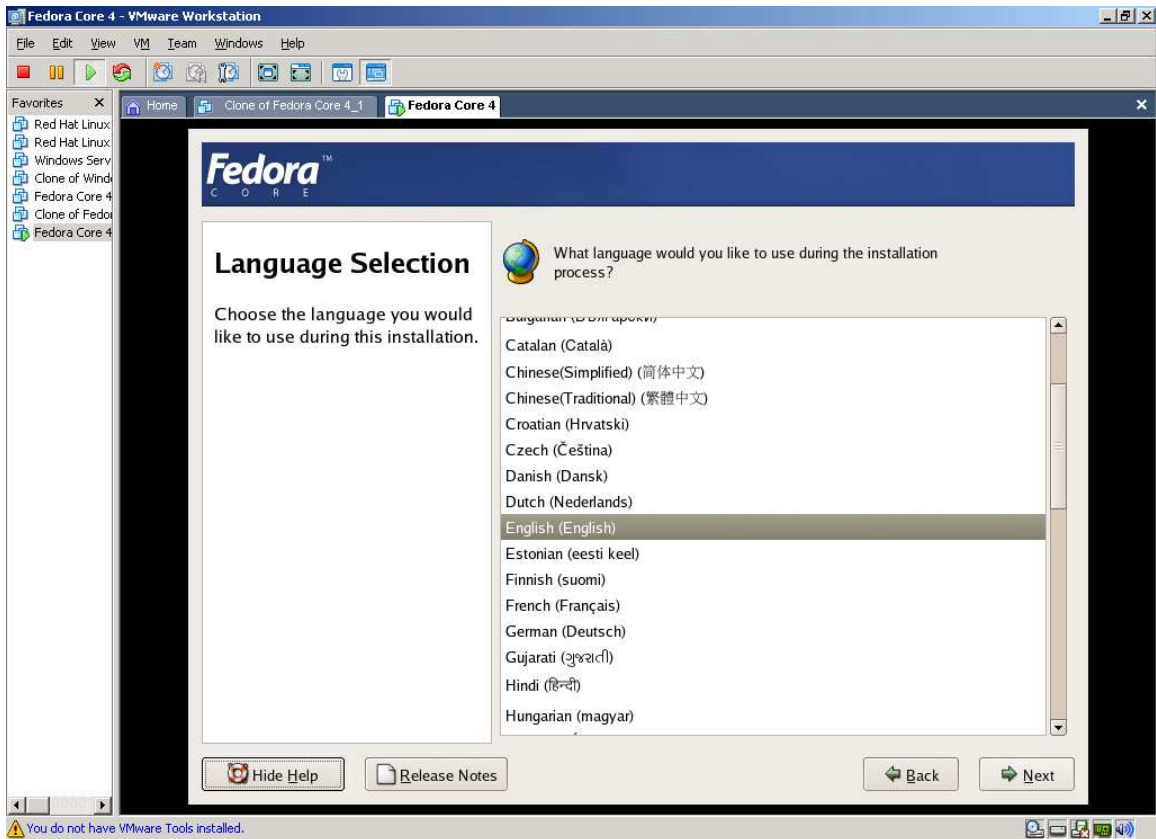 Fedora Core 4 - VMware Workstation
File Edit View VM Team Windows Help
Favorites X
Home Clone of Fedora Core 4_1 Fedora Core 4
Red Hat Linux
Red Hat Linux
Windows Serv
Clone of Wind
Fedora Core 4
Clone of Fedo
Fedora Core 4
Fedora™
CORE
Language Selection
Choose the language you would
like to use during this installation.
What language would you like to use during the installation
process?
Catalan (Català)
Chinese(Simplified) (简体中文)
Chinese(Traditional) (繁體中文)
Croatian (Hrvatski)
Czech (Čeština)
Danish (Dansk)
Dutch (Nederlands)
English (English)
Estonian (eesti keel)
Finnish (suomi)
French (Français)
German (Deutsch)
Gujarati (ગુજરાતી)
Hindi (हिन्दी)
Hungarian (magyar)
Hide Help Release Notes Back Next
You do not have VMware Tools installed.